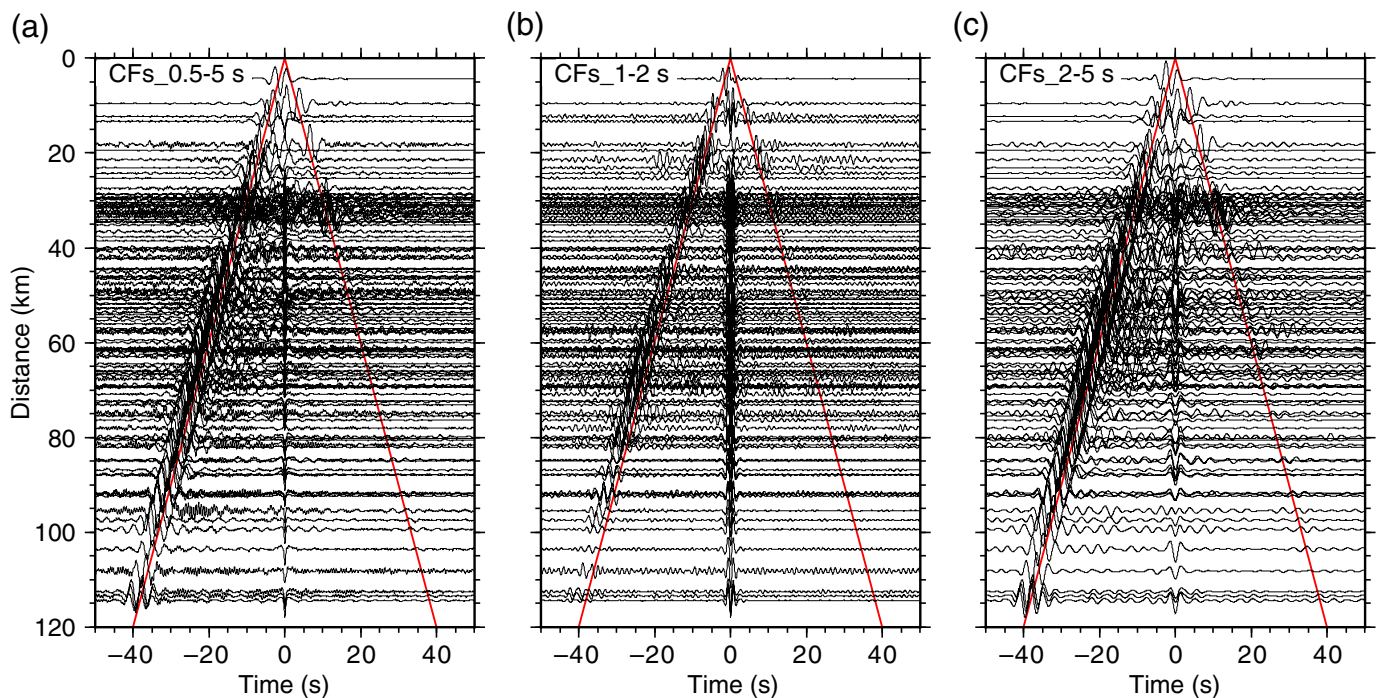 (a)
(b)
(c)
CFs_0.5-5 s
CFs_1-2 s
CFs_2-5 s
Distance (km)
0
20
40
60
80
100
120
−40 −20 0 20 40
−40 −20 0 20 40
−40 −20 0 20 40
Time (s)
Time (s)
Time (s)